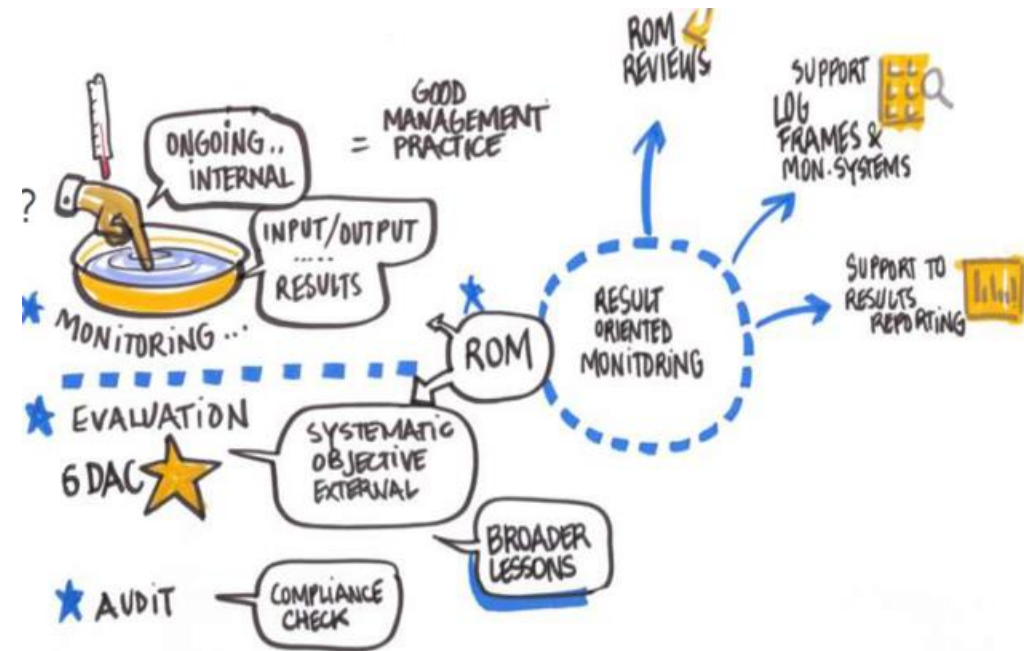 ROM
REVIEWS
SUPPORT
LOG
FRAMES &
MON.SYSTEMS
GOOD
MANAGEMENT
= PRACTICE
ONGOING..
INTERNAL
?
INPUT/OUTPUT
.....
RESULTS
MONITORING...
ROM
RESULT
ORIENTED
MONITORING
SUPPORT TO
RESULTS
REPORTING
EVALUATION
6 DAC
SYSTEMATIC
OBJECTIVE
EXTERNAL
BROADER
LESSONS
AUDIT
COMPLIANCE
CHECK